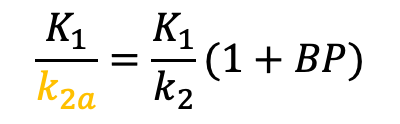 K₁/k₂ₐ = K₁/k₂ (1 + BP)